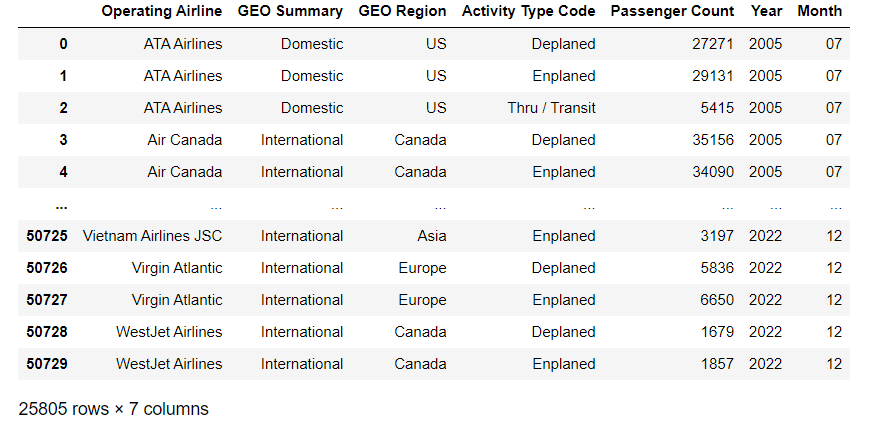 Operating Airline GEO Summary GEO Region Activity Type Code Passenger Count Year Month
0 ATA Airlines Domestic US Deplaned 27271 2005 07
1 ATA Airlines Domestic US Enplaned 29131 2005 07
2 ATA Airlines Domestic US Thru / Transit 5415 2005 07
3 Air Canada International Canada Deplaned 35156 2005 07
4 Air Canada International Canada Enplaned 34090 2005 07
... ... ... ... ... ... ... ...
50725 Vietnam Airlines JSC International Asia Enplaned 3197 2022 12
50726 Virgin Atlantic International Europe Deplaned 5836 2022 12
50727 Virgin Atlantic International Europe Enplaned 6650 2022 12
50728 WestJet Airlines International Canada Deplaned 1679 2022 12
50729 WestJet Airlines International Canada Enplaned 1857 2022 12
25805 rows × 7 columns